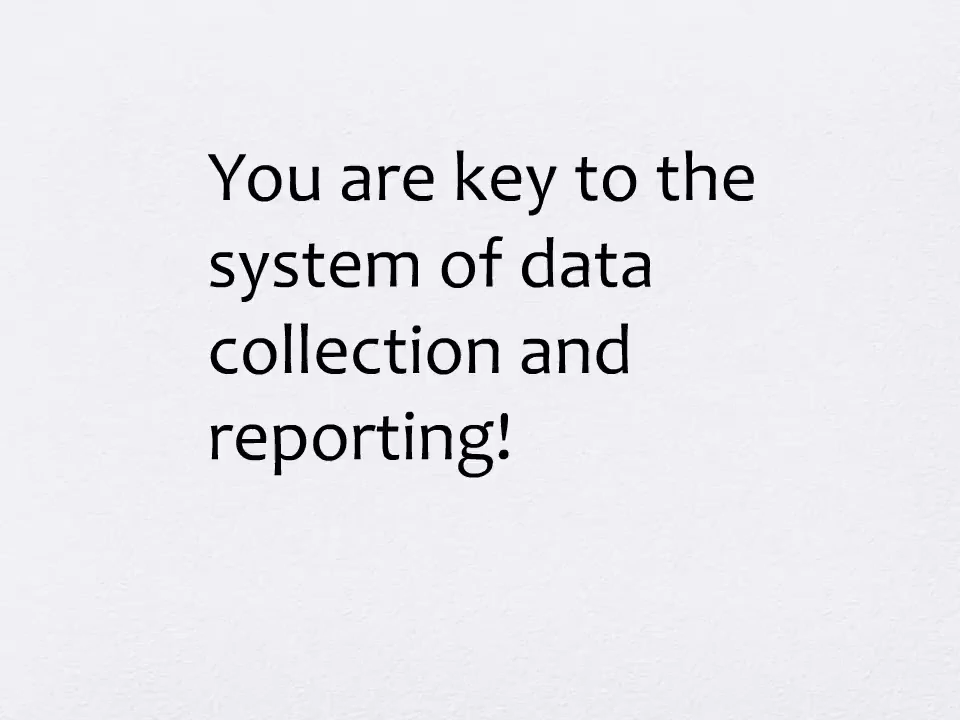 You are key to the
system of data
collection and
reporting!